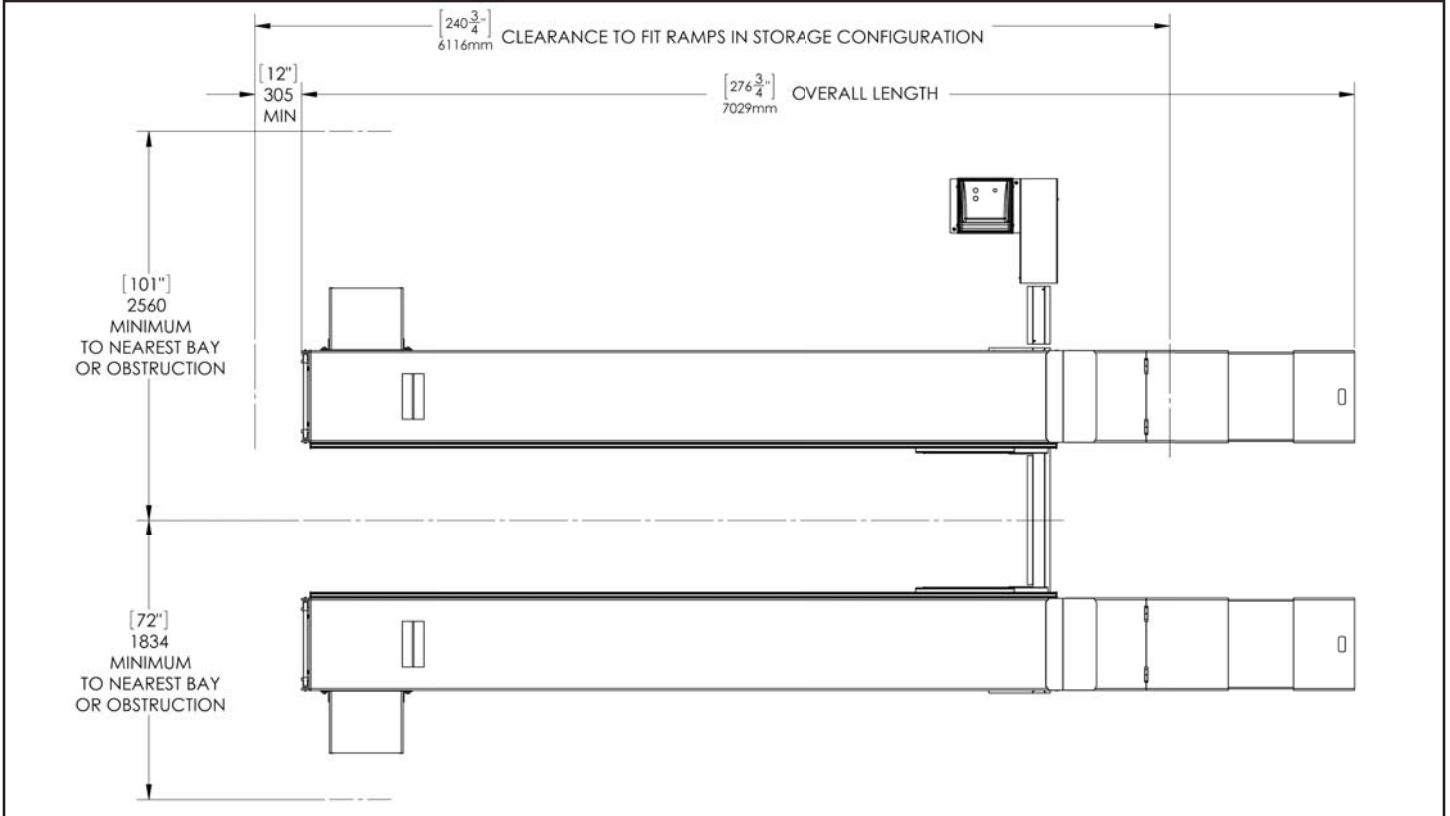 [240 3/4"] CLEARANCE TO FIT RAMPS IN STORAGE CONFIGURATION
6116mm
[12"]
305
MIN
[276 3/4"] OVERALL LENGTH
7029mm
[101"]
2560
MINIMUM
TO NEAREST BAY
OR OBSTRUCTION
[72"]
1834
MINIMUM
TO NEAREST BAY
OR OBSTRUCTION